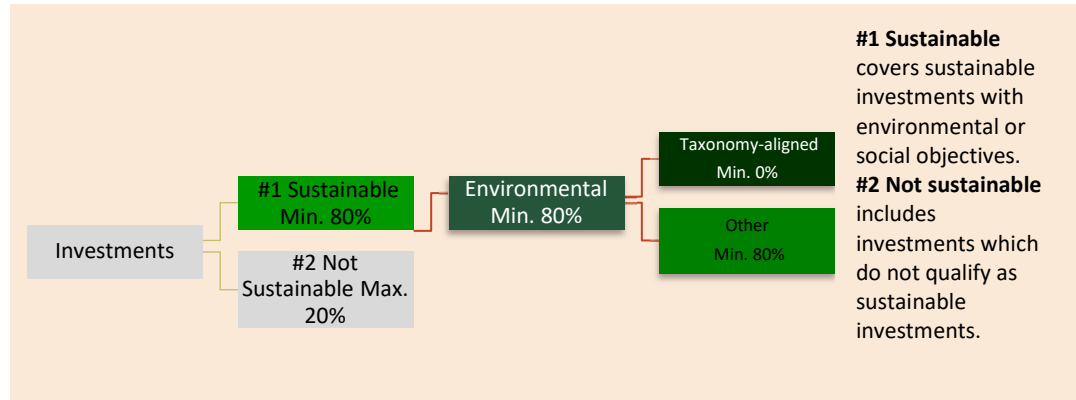 Investments
#1 Sustainable
Min. 80%
#2 Not
Sustainable Max.
20%
Environmental
Min. 80%
Taxonomy-aligned
Min. 0%
Other
Min. 80%
#1 Sustainable
covers sustainable
investments with
environmental or
social objectives.
#2 Not sustainable
includes
investments which
do not qualify as
sustainable
investments.